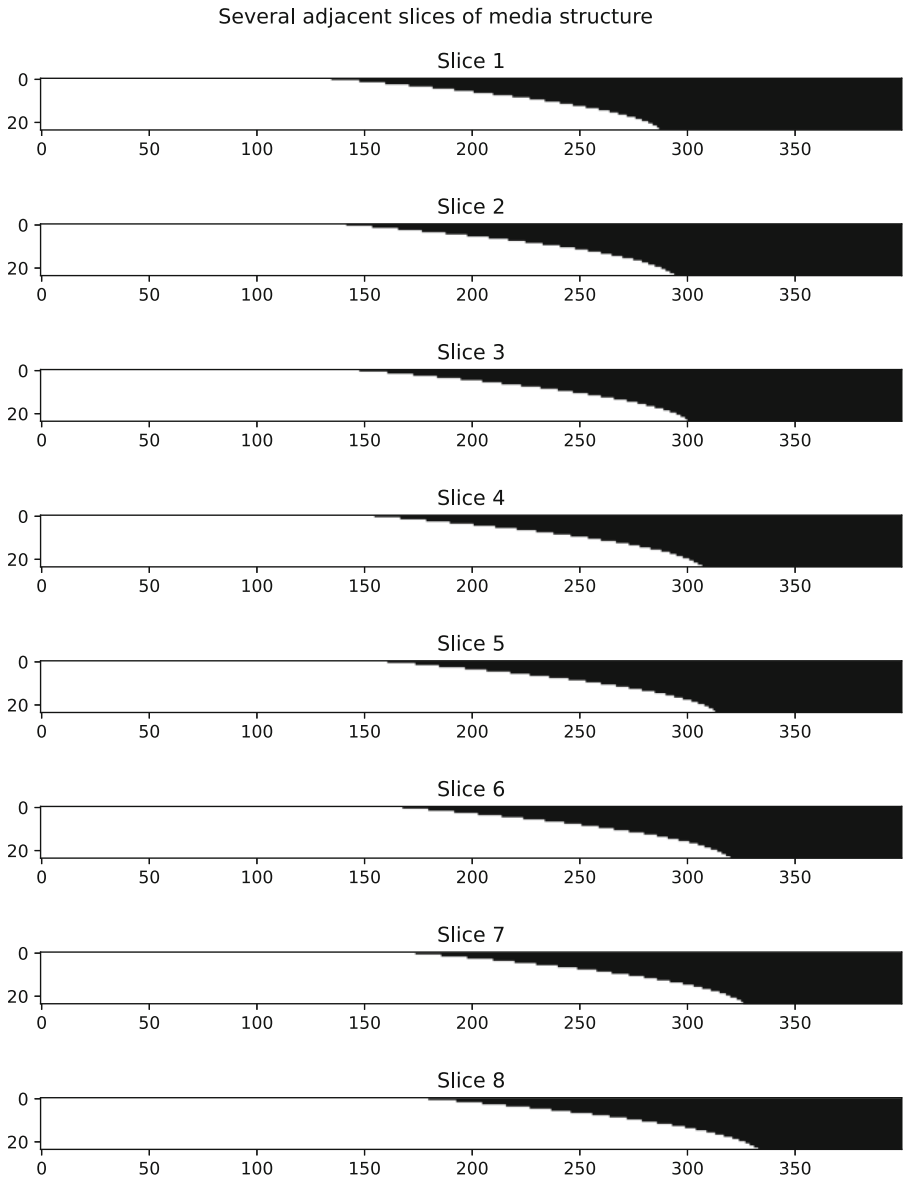 Several adjacent slices of media structure
Slice 1
0
20
0 50 100 150 200 250 300 350
Slice 2
0
20
0 50 100 150 200 250 300 350
Slice 3
0
20
0 50 100 150 200 250 300 350
Slice 4
0
20
0 50 100 150 200 250 300 350
Slice 5
0
20
0 50 100 150 200 250 300 350
Slice 6
0
20
0 50 100 150 200 250 300 350
Slice 7
0
20
0 50 100 150 200 250 300 350
Slice 8
0
20
0 50 100 150 200 250 300 350